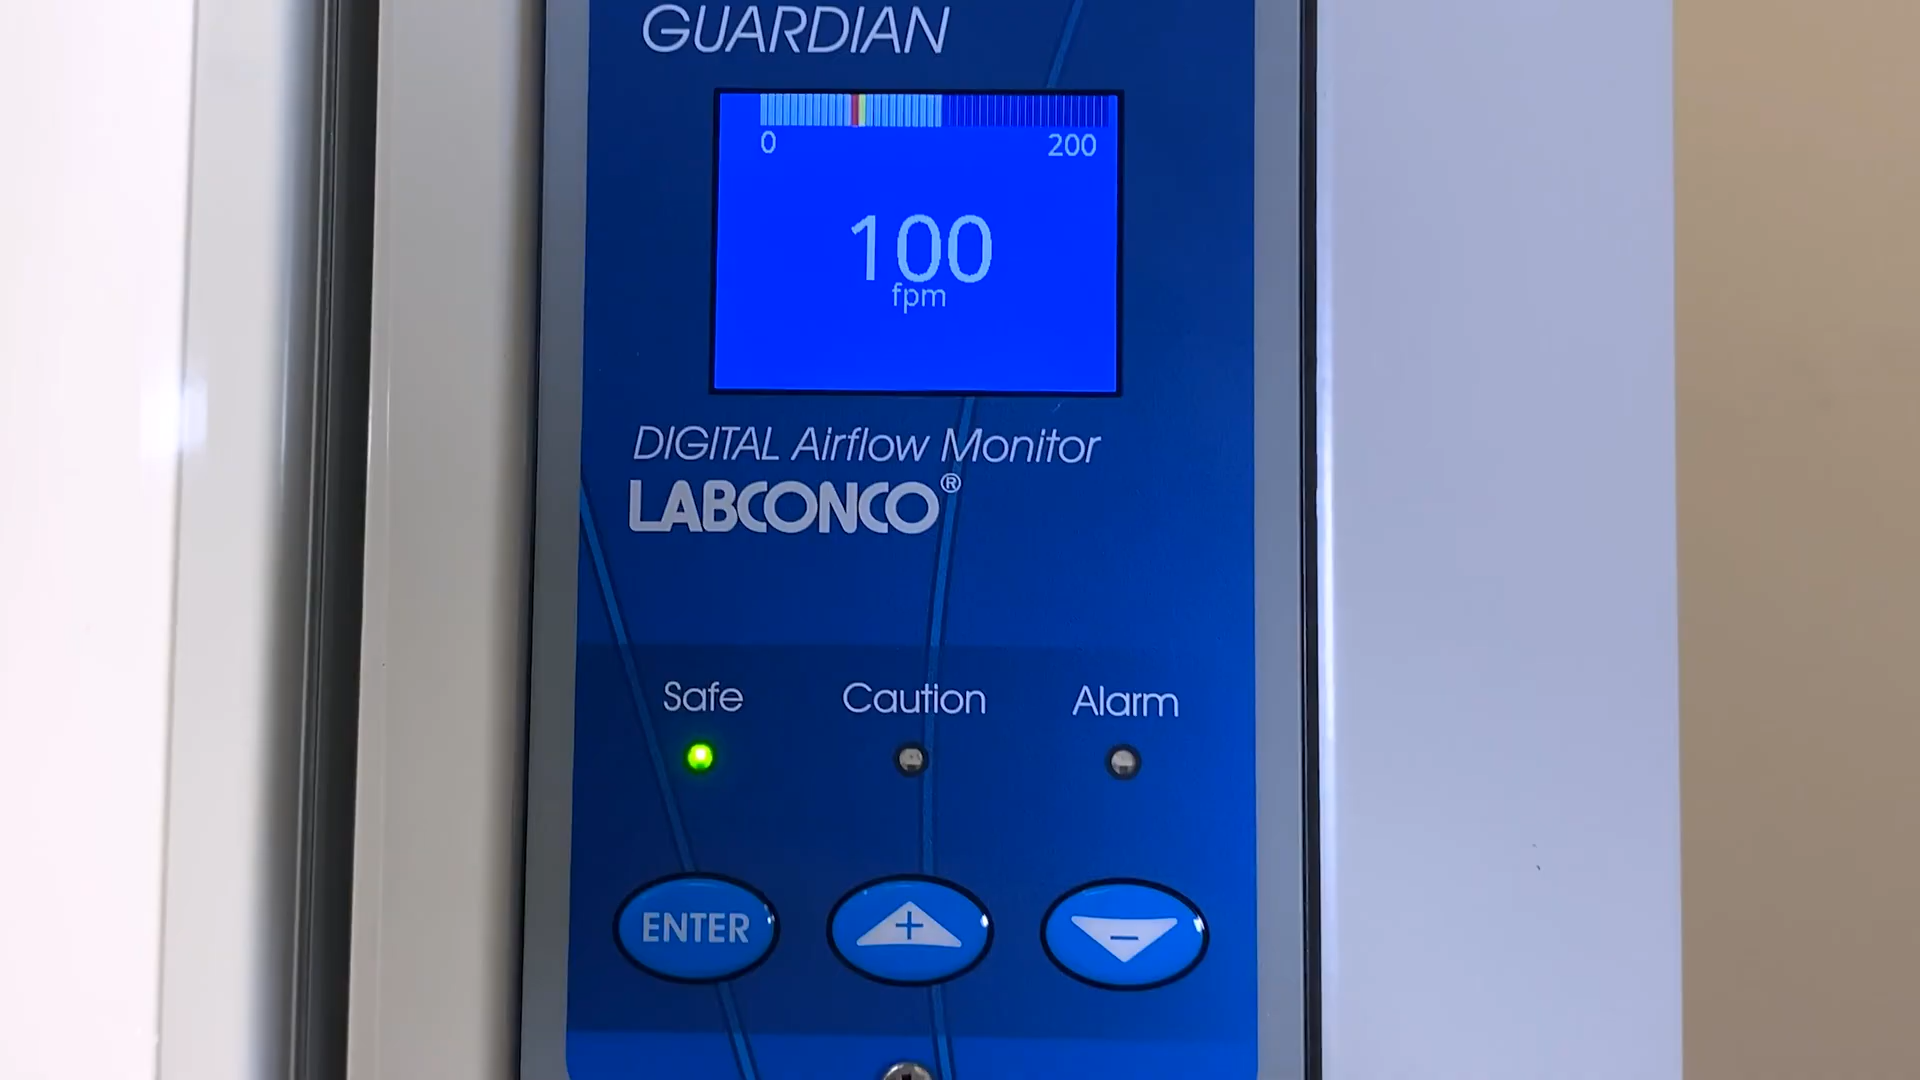 GUARDIAN
0 200
100
fpm
DIGITAL Airflow Monitor
LABCONCO®
Safe Caution Alarm
ENTER + −